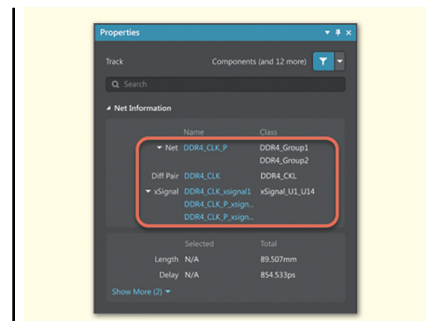 Properties
Track Components (and 12 more)
Search
Net Information
Name Class
Net DDR4_CLK_P DDR4_Group1
DDR4_Group2
Diff Pair DDR4_CLK DDR4_CKL
xSignal DDR4_CLK_xsignal1 xSignal_U1_U14
DDR4_CLK_P_xsign...
DDR4_CLK_P_xsign...
Selected Total
Length N/A 89.507mm
Delay N/A 854.533ps
Show More (2)